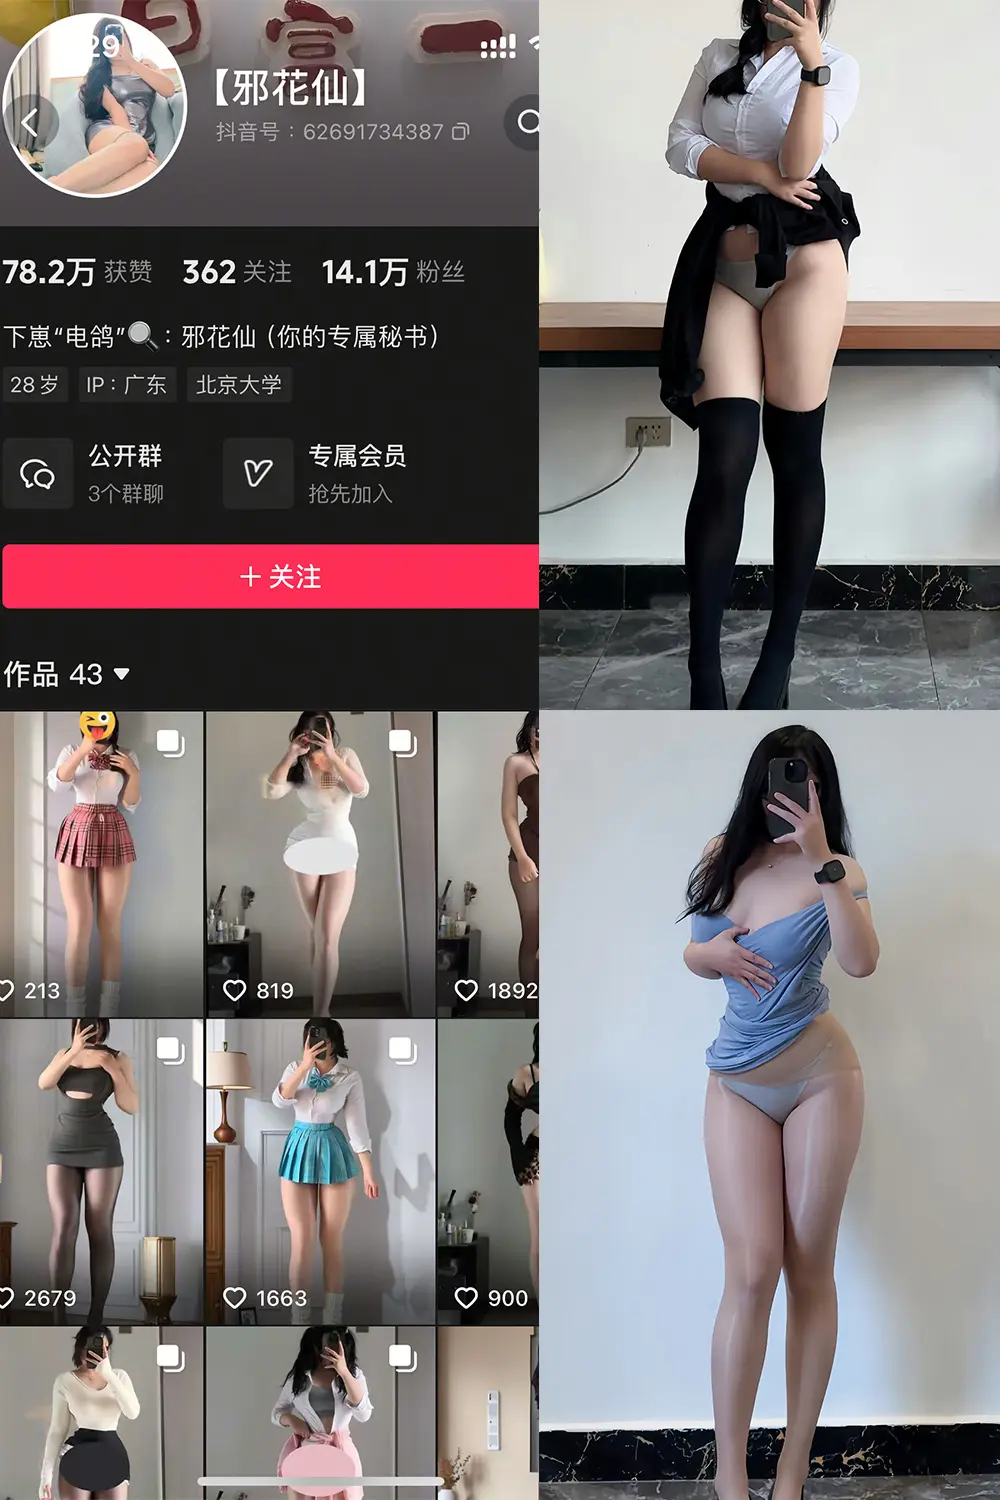 29
【邪花仙】
抖音号：62691734387
78.2万 获赞 362 关注 14.1万 粉丝
下崽“电鸽”🔍：邪花仙（你的专属秘书）
28岁 IP：广东 北京大学
公开群 专属会员
3个群聊 抢先加入
+ 关注
作品 43
213 819 1892
2679 1663 900